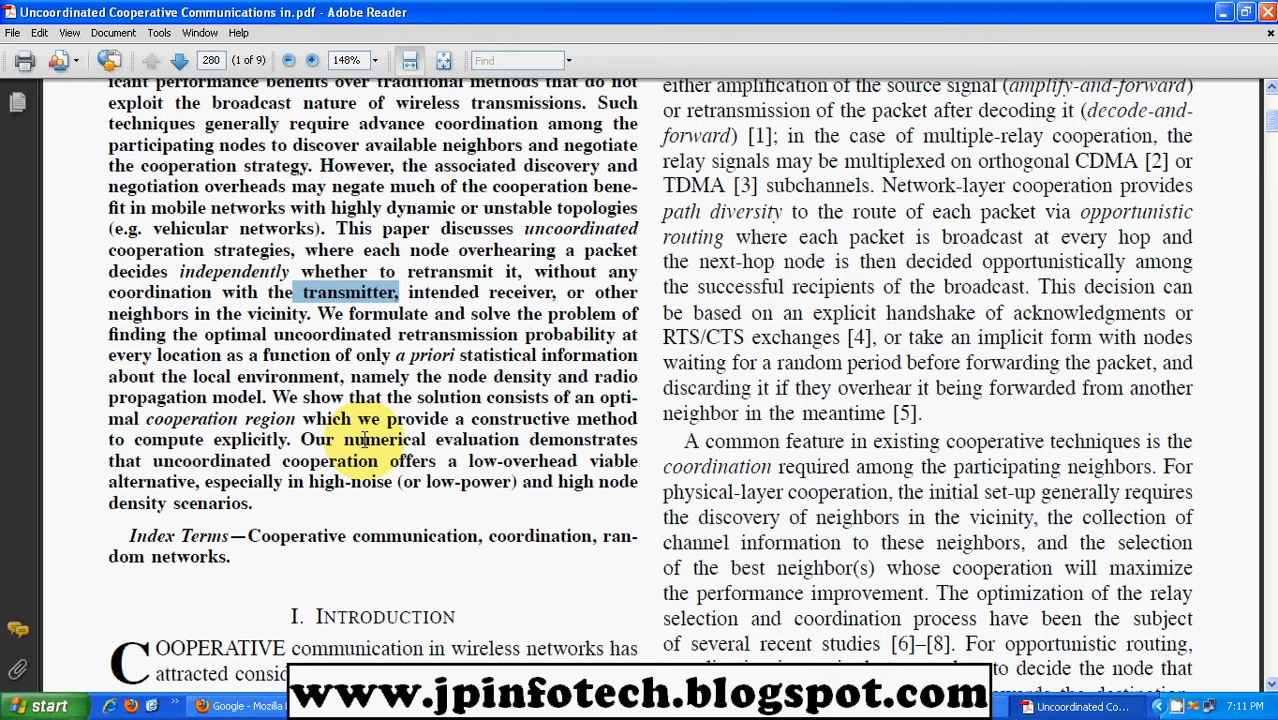 Uncoordinated Cooperative Communications in.pdf - Adobe Reader
File Edit View Document Tools Window Help
280 (1 of 9) 148% Find
icant performance benefits over traditional methods that do not
exploit the broadcast nature of wireless transmissions. Such
techniques generally require advance coordination among the
participating nodes to discover available neighbors and negotiate
the cooperation strategy. However, the associated discovery and
negotiation overheads may negate much of the cooperation bene-
fit in mobile networks with highly dynamic or unstable topologies
(e.g. vehicular networks). This paper discusses uncoordinated
cooperation strategies, where each node overhearing a packet
decides independently whether to retransmit it, without any
coordination with the transmitter, intended receiver, or other
neighbors in the vicinity. We formulate and solve the problem of
finding the optimal uncoordinated retransmission probability at
every location as a function of only a priori statistical information
about the local environment, namely the node density and radio
propagation model. We show that the solution consists of an opti-
mal cooperation region which we provide a constructive method
to compute explicitly. Our numerical evaluation demonstrates
that uncoordinated cooperation offers a low-overhead viable
alternative, especially in high-noise (or low-power) and high node
density scenarios.
Index Terms—Cooperative communication, coordination, ran-
dom networks.
I. INTRODUCTION
COOPERATIVE communication in wireless networks has
attracted consid
either amplification of the source signal (amplify-and-forward)
or retransmission of the packet after decoding it (decode-and-
forward) [1]; in the case of multiple-relay cooperation, the
relay signals may be multiplexed on orthogonal CDMA [2] or
TDMA [3] subchannels. Network-layer cooperation provides
path diversity to the route of each packet via opportunistic
routing where each packet is broadcast at every hop and
the next-hop node is then decided opportunistically among
the successful recipients of the broadcast. This decision can
be based on an explicit handshake of acknowledgments or
RTS/CTS exchanges [4], or take an implicit form with nodes
waiting for a random period before forwarding the packet, and
discarding it if they overhear it being forwarded from another
neighbor in the meantime [5].
A common feature in existing cooperative techniques is the
coordination required among the participating neighbors. For
physical-layer cooperation, the initial set-up generally requires
the discovery of neighbors in the vicinity, the collection of
channel information to these neighbors, and the selection
of the best neighbor(s) whose cooperation will maximize
the performance improvement. The optimization of the relay
selection and coordination process have been the subject
of several recent studies [6]–[8]. For opportunistic routing,
to decide the node that
www.jpinfotech.blogspot.com
start Google - Mozilla Uncoordinated Co... 7:11 PM